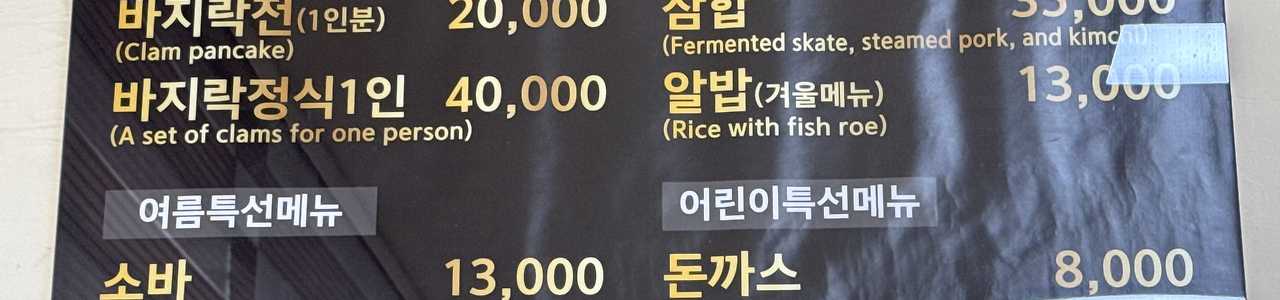 바지락전(1인분) 20,000
(Clam pancake)
바지락정식1인 40,000
(A set of clams for one person)
여름특선메뉴
소바 13,000
삼합 35,000
(Fermented skate, steamed pork, and kimchi)
알밥(겨울메뉴) 13,000
(Rice with fish roe)
어린이특선메뉴
돈까스 8,000